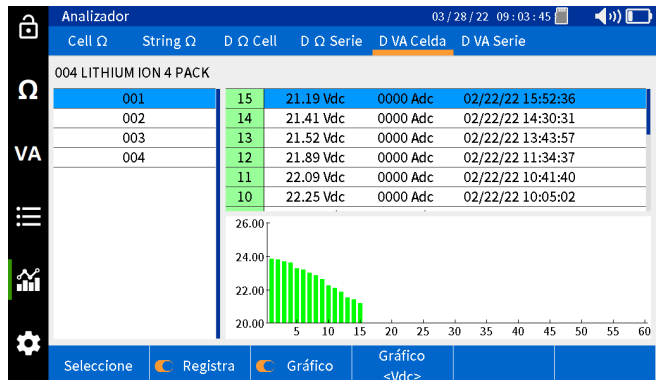 Analizador 03/28/22 09:03:45
Cell Ω String Ω D Ω Cell D Ω Serie D VA Celda D VA Serie
004 LITHIUM ION 4 PACK
Ω
VA
001
002
003
004
15 21.19 Vdc 0000 Adc 02/22/22 15:52:36
14 21.41 Vdc 0000 Adc 02/22/22 14:30:31
13 21.52 Vdc 0000 Adc 02/22/22 13:43:57
12 21.89 Vdc 0000 Adc 02/22/22 11:34:37
11 22.09 Vdc 0000 Adc 02/22/22 10:41:40
10 22.25 Vdc 0000 Adc 02/22/22 10:05:02
26.00
24.00
22.00
20.00
5 10 15 20 25 30 35 40 45 50 55 60
Seleccione Registra Gráfico Gráfico
<Vdc>